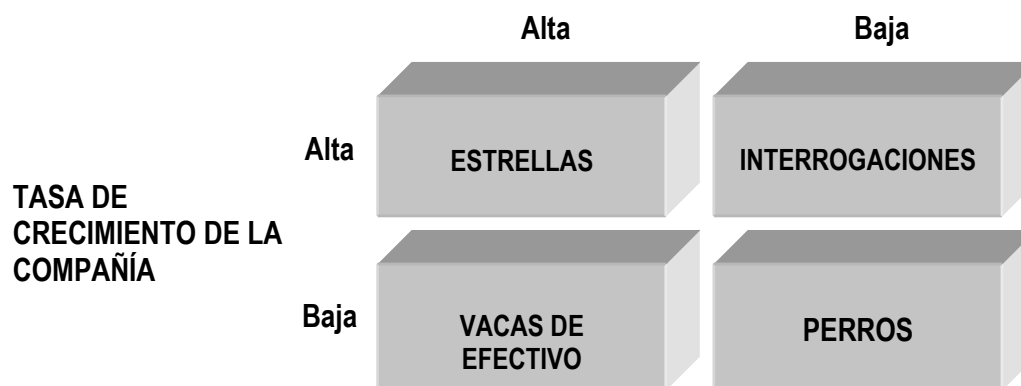 Alta Baja
Alta ESTRELLAS INTERROGACIONES
TASA DE
CRECIMIENTO DE LA
COMPAÑÍA
Baja VACAS DE
EFECTIVO
PERROS